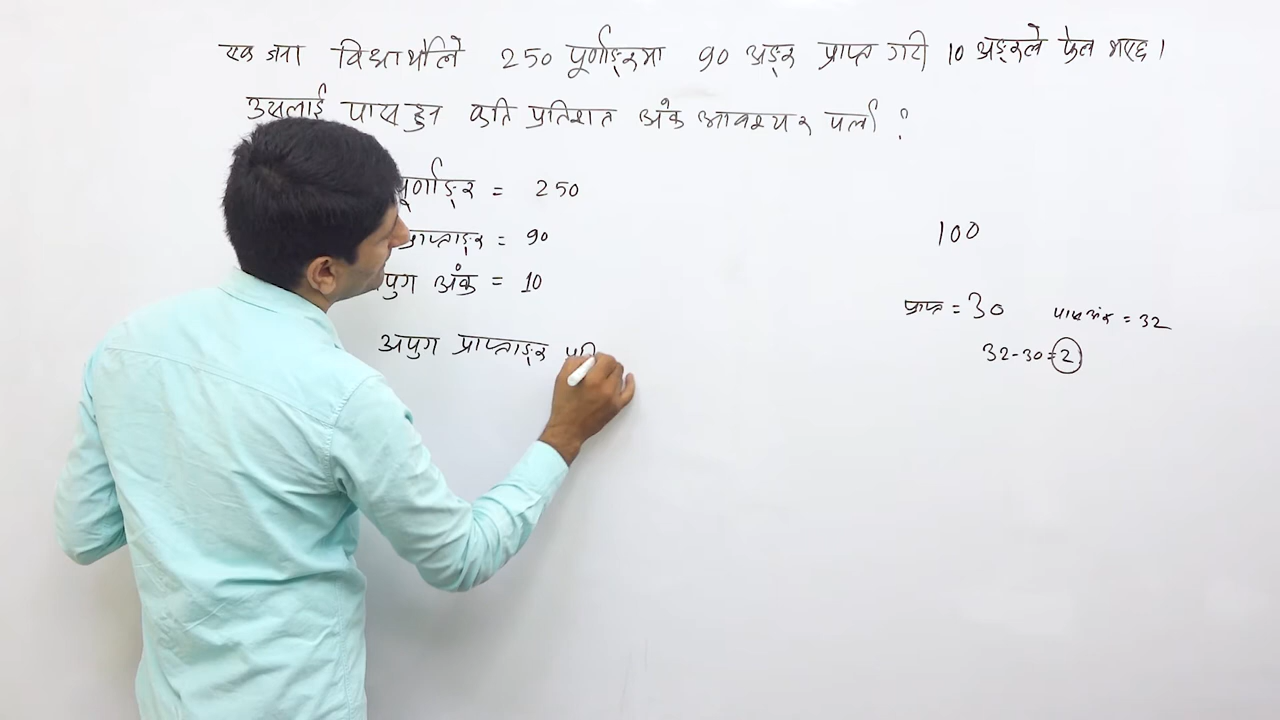 एक जना विद्यार्थीले 250 पूर्णाङ्कमा 90 अङ्क प्राप्त गरी 10 अङ्कले फेल भएछ ।
उसलाई पास हुन कति प्रतिशत अंक आवश्यक पर्ला ?
पूर्णाङ्क = 250
प्राप्ताङ्क = 90
अपुग अंक = 10
अपुग प्राप्ताङ्क
100
प्राप्त = 30 पास अंक = 32
32-30=2